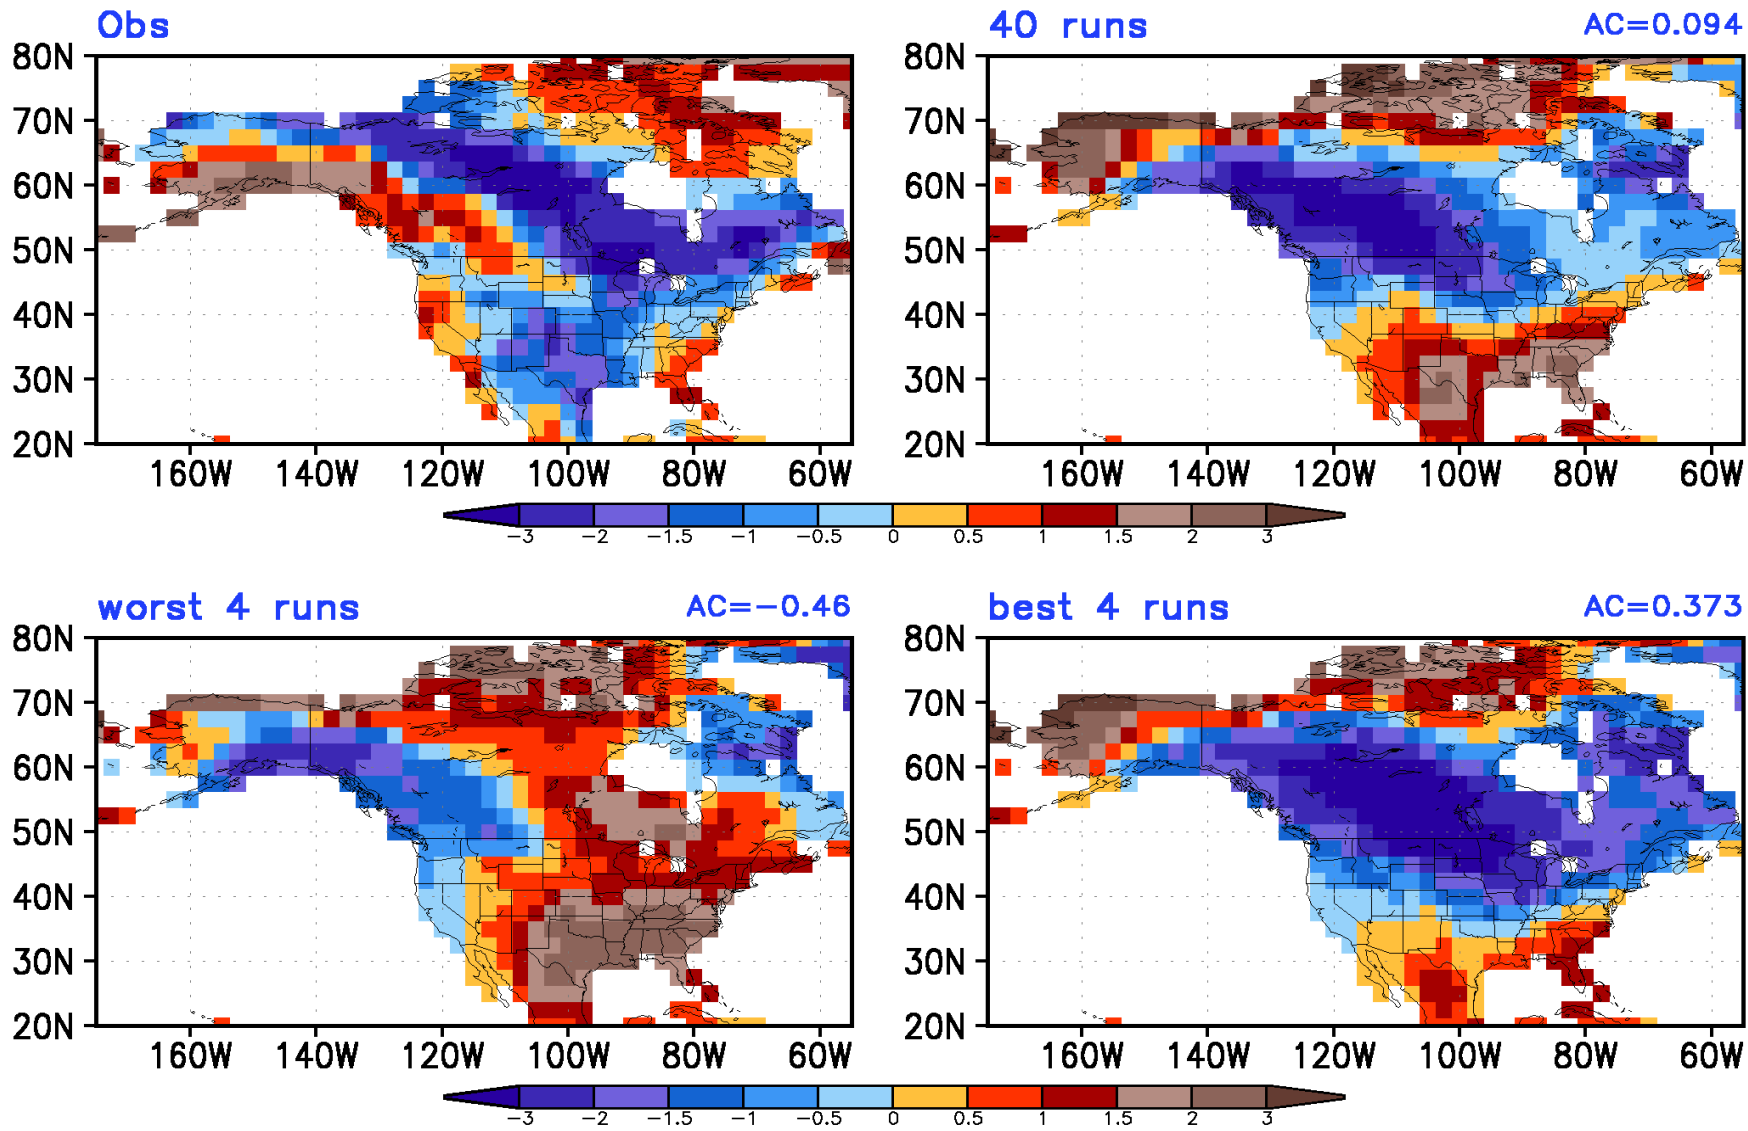 Obs
40 runs AC=0.094
80N 80N
70N 70N
60N 60N
50N 50N
40N 40N
30N 30N
20N 20N
160W 140W 120W 100W 80W 60W 160W 140W 120W 100W 80W 60W
-3 -2 -1.5 -1 -0.5 0 0.5 1 1.5 2 3
worst 4 runs AC=-0.46
best 4 runs AC=0.373
80N 80N
70N 70N
60N 60N
50N 50N
40N 40N
30N 30N
20N 20N
160W 140W 120W 100W 80W 60W 160W 140W 120W 100W 80W 60W
-3 -2 -1.5 -1 -0.5 0 0.5 1 1.5 2 3